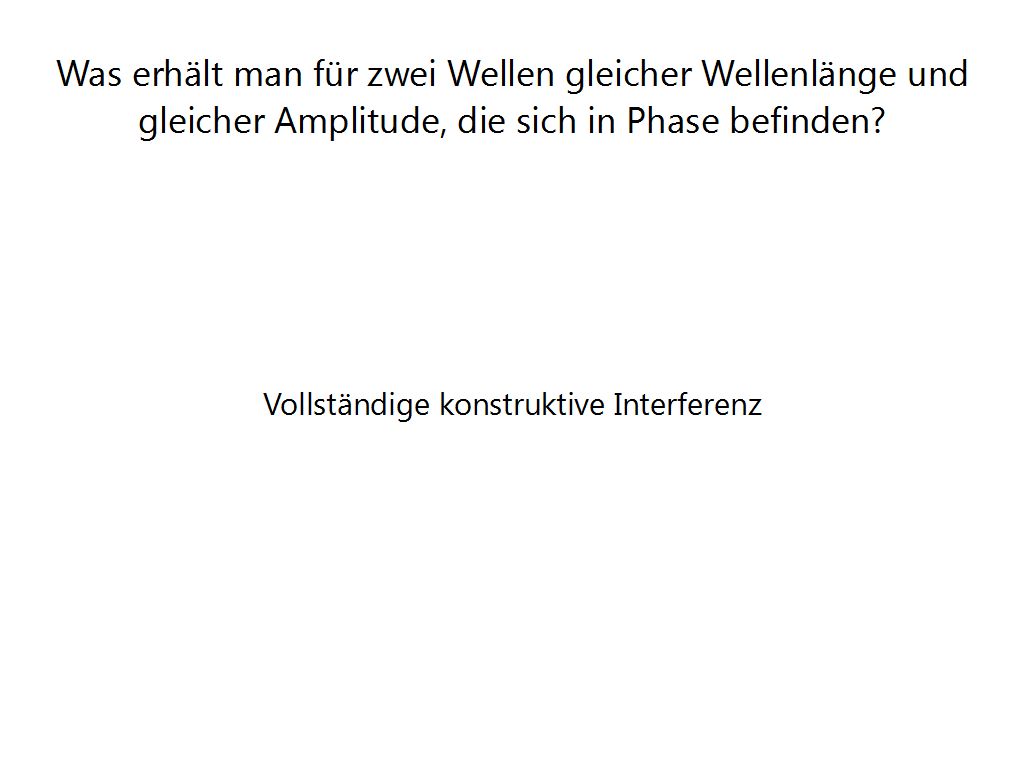 Was erhält man für zwei Wellen gleicher Wellenlänge und
gleicher Amplitude, die sich in Phase befinden?
Vollständige konstruktive Interferenz